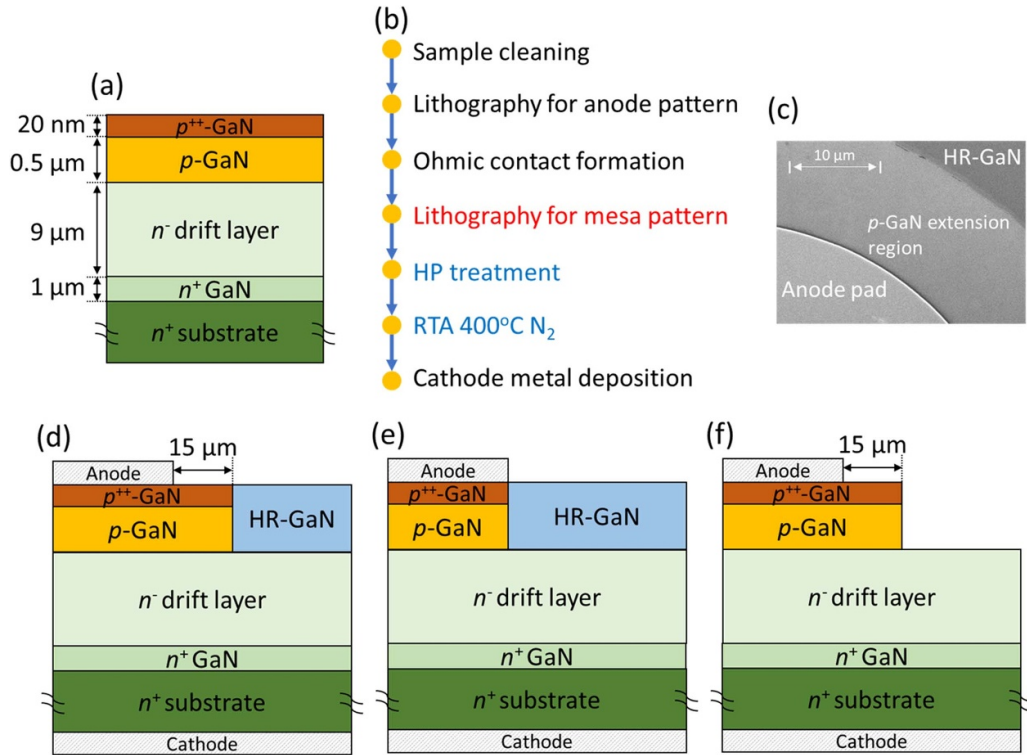 (a)
20 nm
p++-GaN
0.5 µm
p-GaN
9 µm
n- drift layer
1 µm
n+ GaN
n+ substrate
(b)
Sample cleaning
Lithography for anode pattern
Ohmic contact formation
Lithography for mesa pattern
HP treatment
RTA 400°C N2
Cathode metal deposition
(c)
10 µm
HR-GaN
p-GaN extension
region
Anode pad
(d)
15 µm
Anode
p++-GaN
p-GaN
HR-GaN
n- drift layer
n+ GaN
n+ substrate
Cathode
(e)
Anode
p++-GaN
p-GaN
HR-GaN
n- drift layer
n+ GaN
n+ substrate
Cathode
(f)
15 µm
Anode
p++-GaN
p-GaN
n- drift layer
n+ GaN
n+ substrate
Cathode